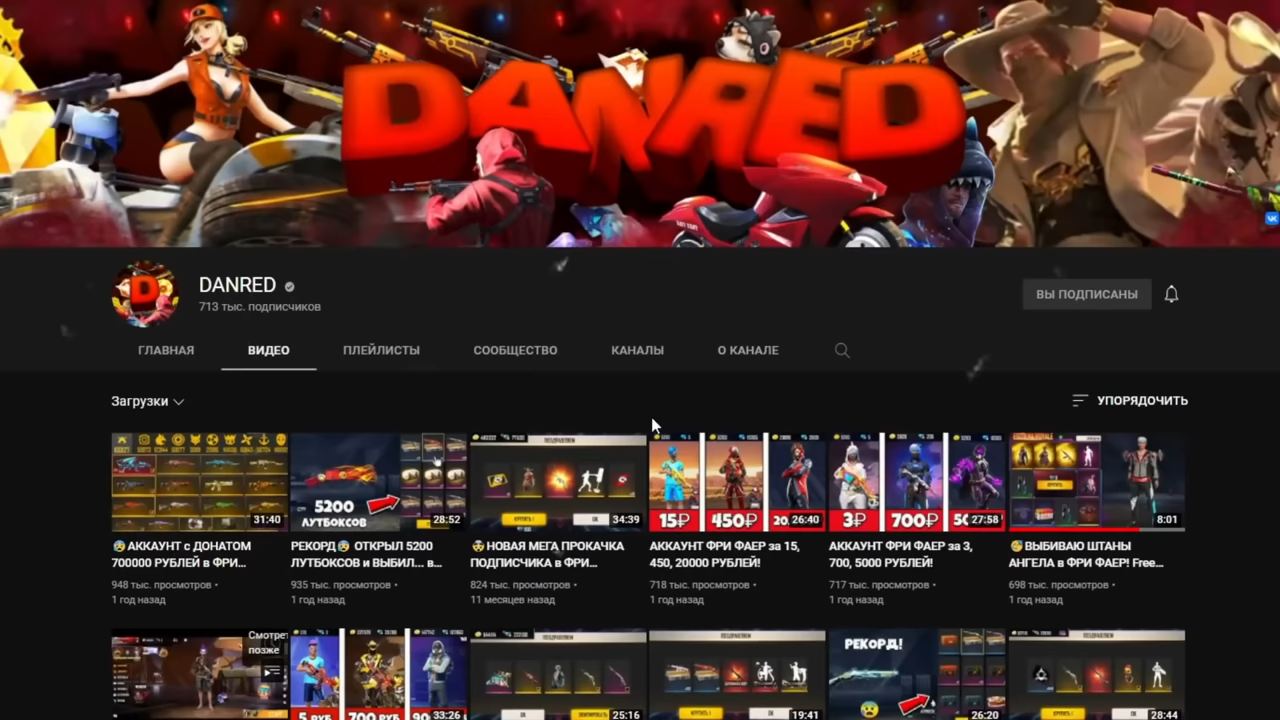 DANRED
DANRED
713 тыс. подписчиков
ВЫ ПОДПИСАНЫ
ГЛАВНАЯ
ВИДЕО
ПЛЕЙЛИСТЫ
СООБЩЕСТВО
КАНАЛЫ
О КАНАЛЕ
Загрузки
УПОРЯДОЧИТЬ
31:40
5200
ЛУТБОКСОВ
28:52
34:39
15₽
450₽
26:40
3₽
700₽
27:58
8:01
😰АККАУНТ с ДОНАТОМ
700000 РУБЛЕЙ в ФРИ...
948 тыс. просмотров •
1 год назад
РЕКОРД😰 ОТКРЫЛ 5200
ЛУТБОКСОВ и ВЫБИЛ... в...
935 тыс. просмотров •
1 год назад
🤯НОВАЯ МЕГА ПРОКАЧКА
ПОДПИСЧИКА в ФРИ...
824 тыс. просмотров •
11 месяцев назад
АККАУНТ ФРИ ФАЕР за 15,
450, 20000 РУБЛЕЙ!
718 тыс. просмотров •
1 год назад
АККАУНТ ФРИ ФАЕР за 3,
700, 5000 РУБЛЕЙ!
717 тыс. просмотров •
1 год назад
ВЫБИВАЮ ШТАНЫ
АНГЕЛА в ФРИ ФАЕР! Free...
698 тыс. просмотров •
1 год назад
Смотреть
позже
5 РУБ
700 РУБ
33:26
25:16
19:41
РЕКОРД!
26:20
28:44